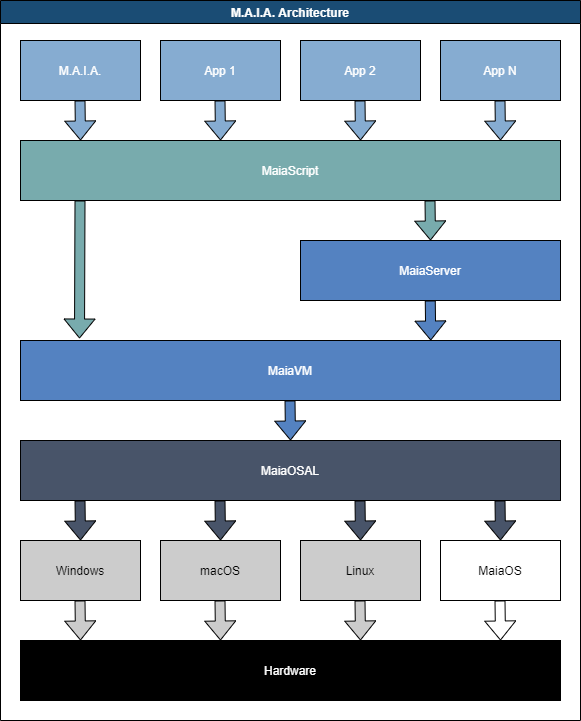 M.A.I.A. Architecture
M.A.I.A.
App 1
App 2
App N
MaiaScript
MaiaServer
MaiaVM
MaiaOSAL
Windows
macOS
Linux
MaiaOS
Hardware